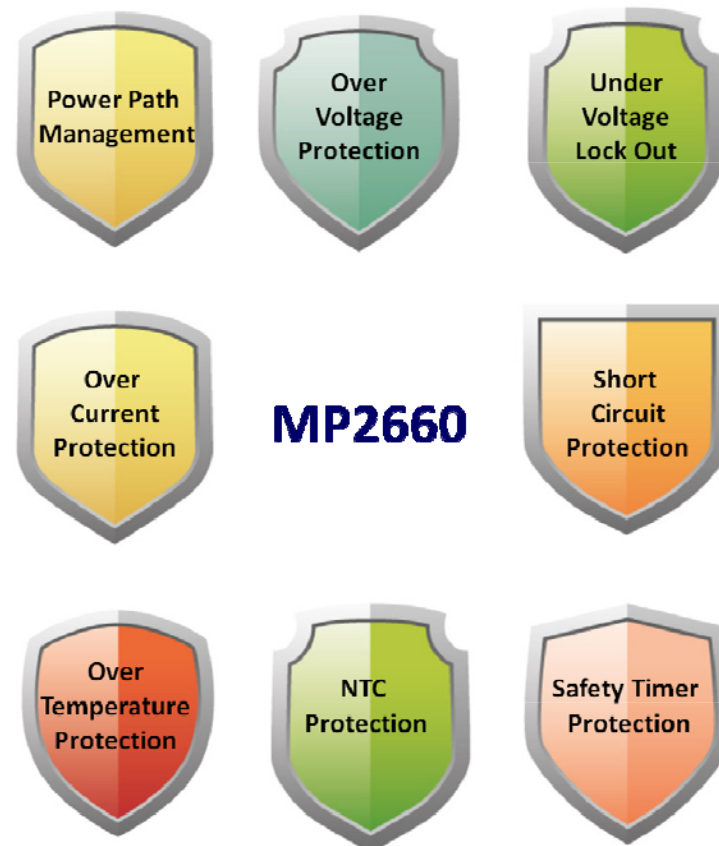 Power Path
Management
Over
Voltage
Protection
Under
Voltage
Lock Out
Over
Current
Protection
MP2660
Short
Circuit
Protection
Over
Temperature
Protection
NTC
Protection
Safety Timer
Protection